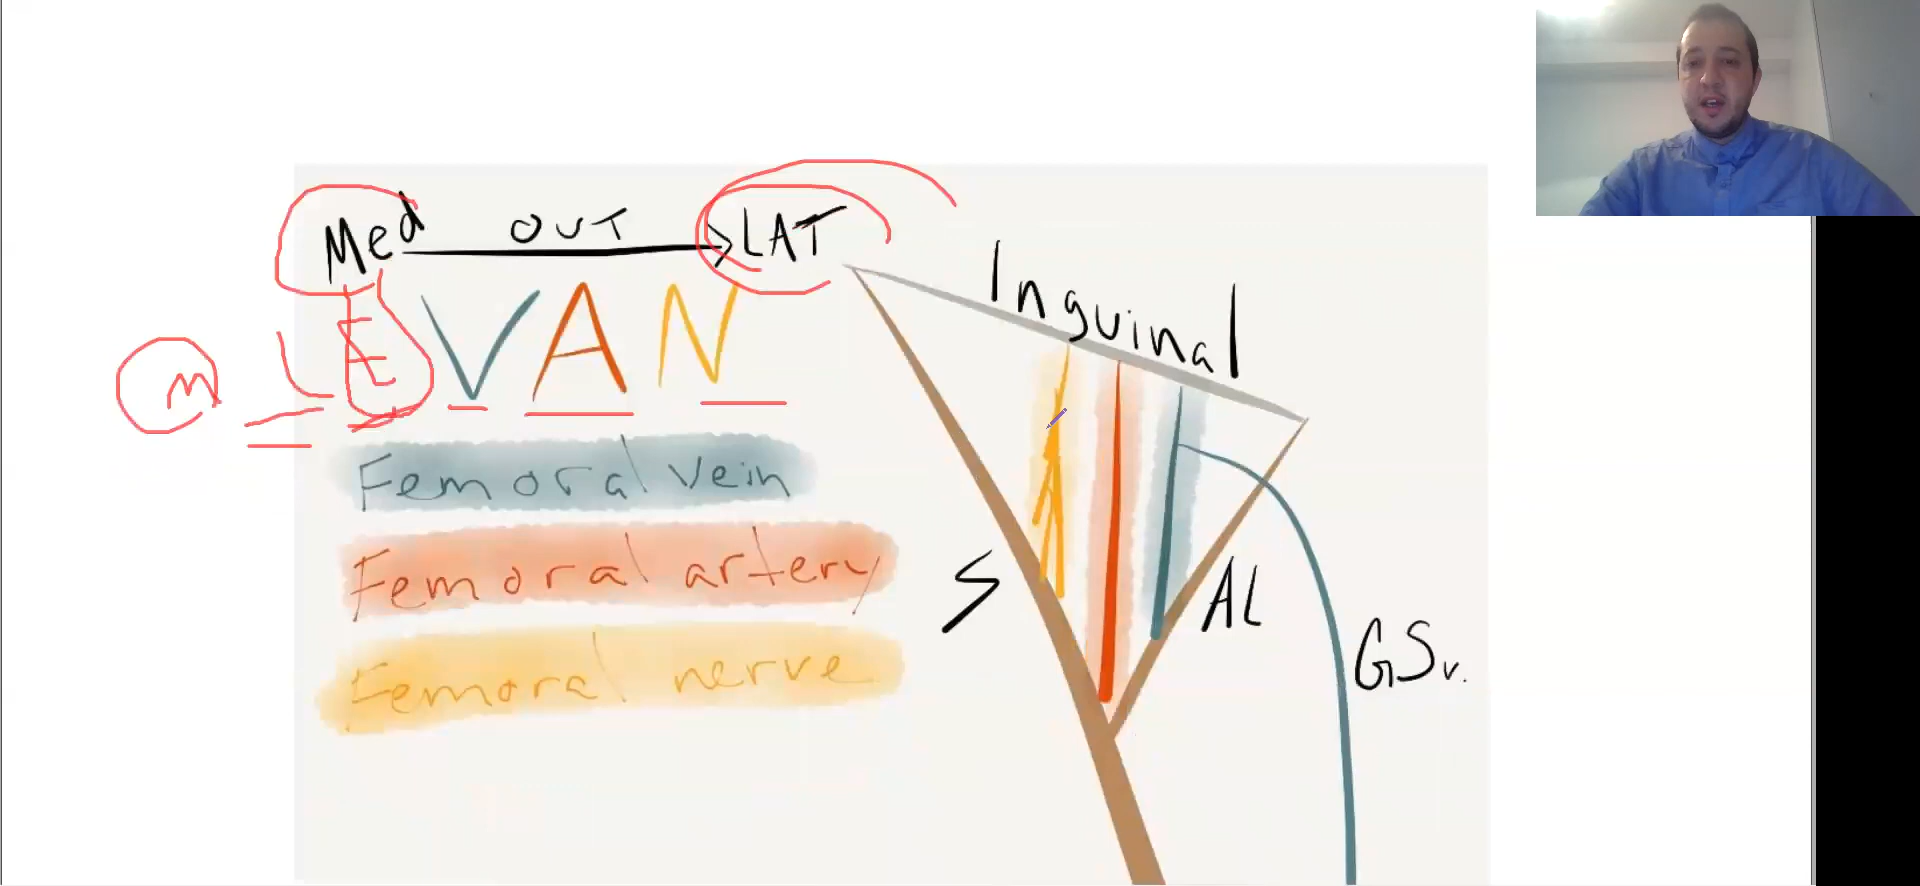 Med OUT LAT
M L E V A N
Femoral vein
Femoral artery
Femoral nerve
Inguinal
S
AL
GSv.